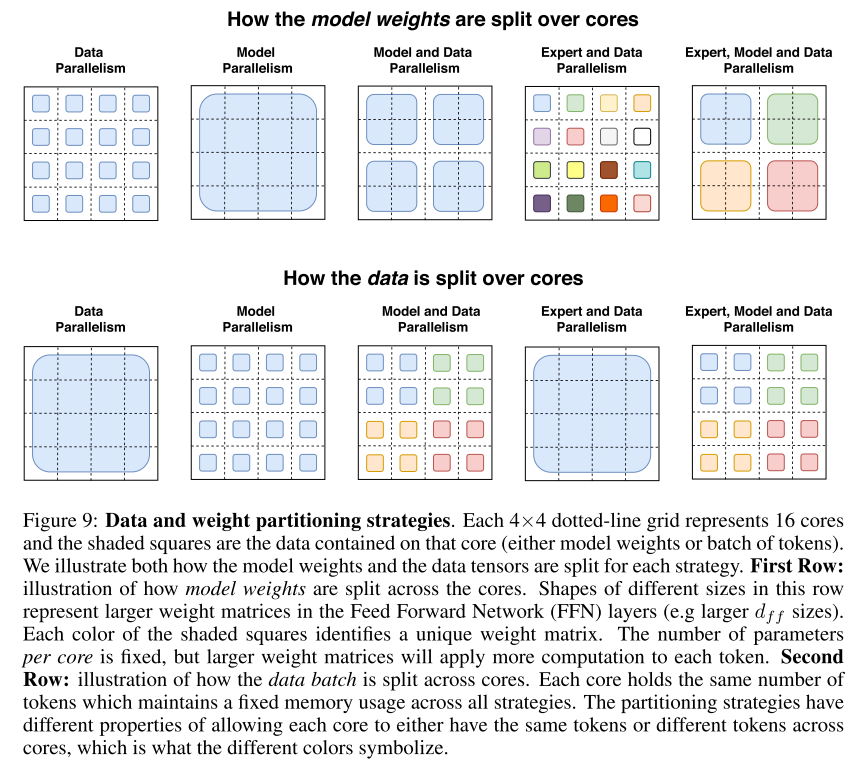 How the model weights are split over cores
Data Parallelism
Model Parallelism
Model and Data Parallelism
Expert and Data Parallelism
Expert, Model and Data Parallelism
How the data is split over cores
Data Parallelism
Model Parallelism
Model and Data Parallelism
Expert and Data Parallelism
Expert, Model and Data Parallelism
Figure 9: Data and weight partitioning strategies. Each 4×4 dotted-line grid represents 16 cores
and the shaded squares are the data contained on that core (either model weights or batch of tokens).
We illustrate both how the model weights and the data tensors are split for each strategy. First Row:
illustration of how model weights are split across the cores. Shapes of different sizes in this row
represent larger weight matrices in the Feed Forward Network (FFN) layers (e.g larger d_ff sizes).
Each color of the shaded squares identifies a unique weight matrix. The number of parameters
per core is fixed, but larger weight matrices will apply more computation to each token. Second
Row: illustration of how the data batch is split across cores. Each core holds the same number of
tokens which maintains a fixed memory usage across all strategies. The partitioning strategies have
different properties of allowing each core to either have the same tokens or different tokens across
cores, which is what the different colors symbolize.